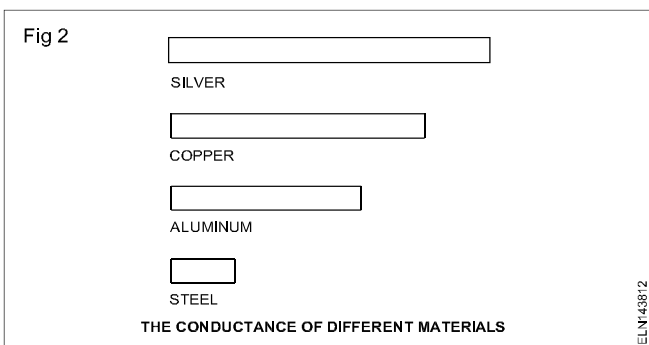 Fig 2
SILVER
COPPER
ALUMINUM
STEEL
THE CONDUCTANCE OF DIFFERENT MATERIALS
ELN143812